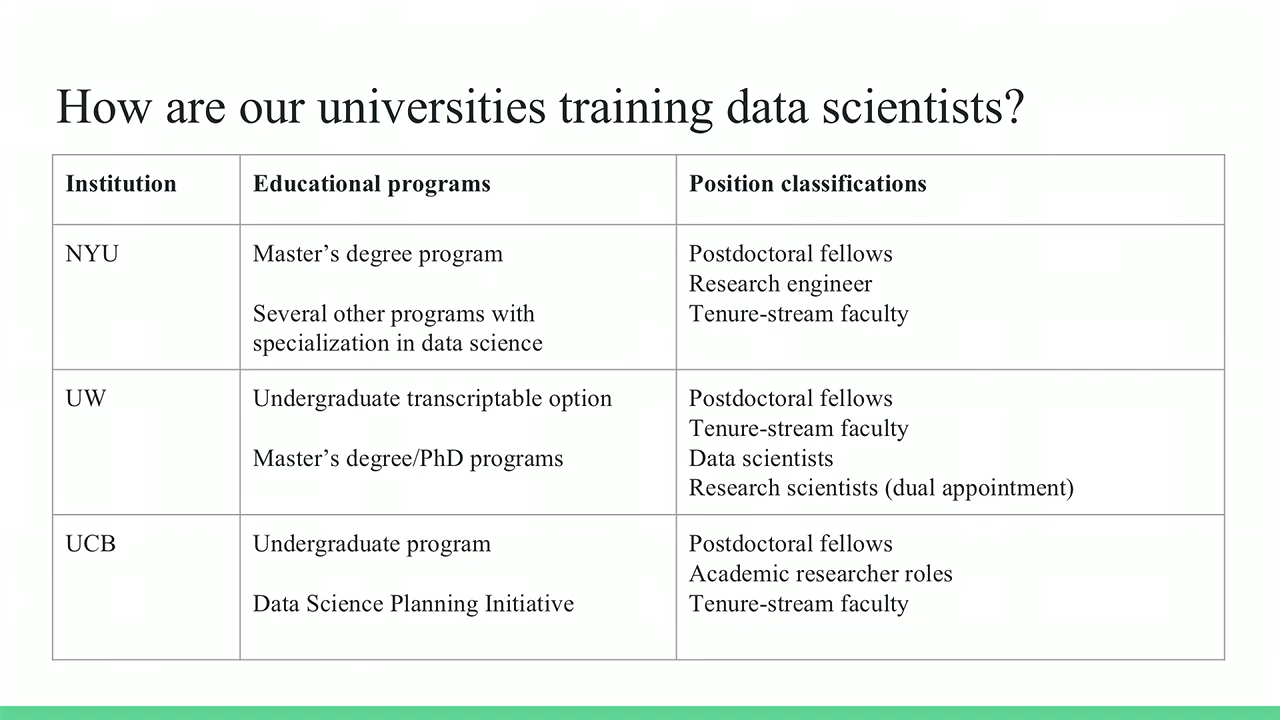 How are our universities training data scientists?
Institution
Educational programs
Position classifications
NYU
Master’s degree program
Several other programs with
specialization in data science
Postdoctoral fellows
Research engineer
Tenure-stream faculty
UW
Undergraduate transcriptable option
Master’s degree/PhD programs
Postdoctoral fellows
Tenure-stream faculty
Data scientists
Research scientists (dual appointment)
UCB
Undergraduate program
Data Science Planning Initiative
Postdoctoral fellows
Academic researcher roles
Tenure-stream faculty